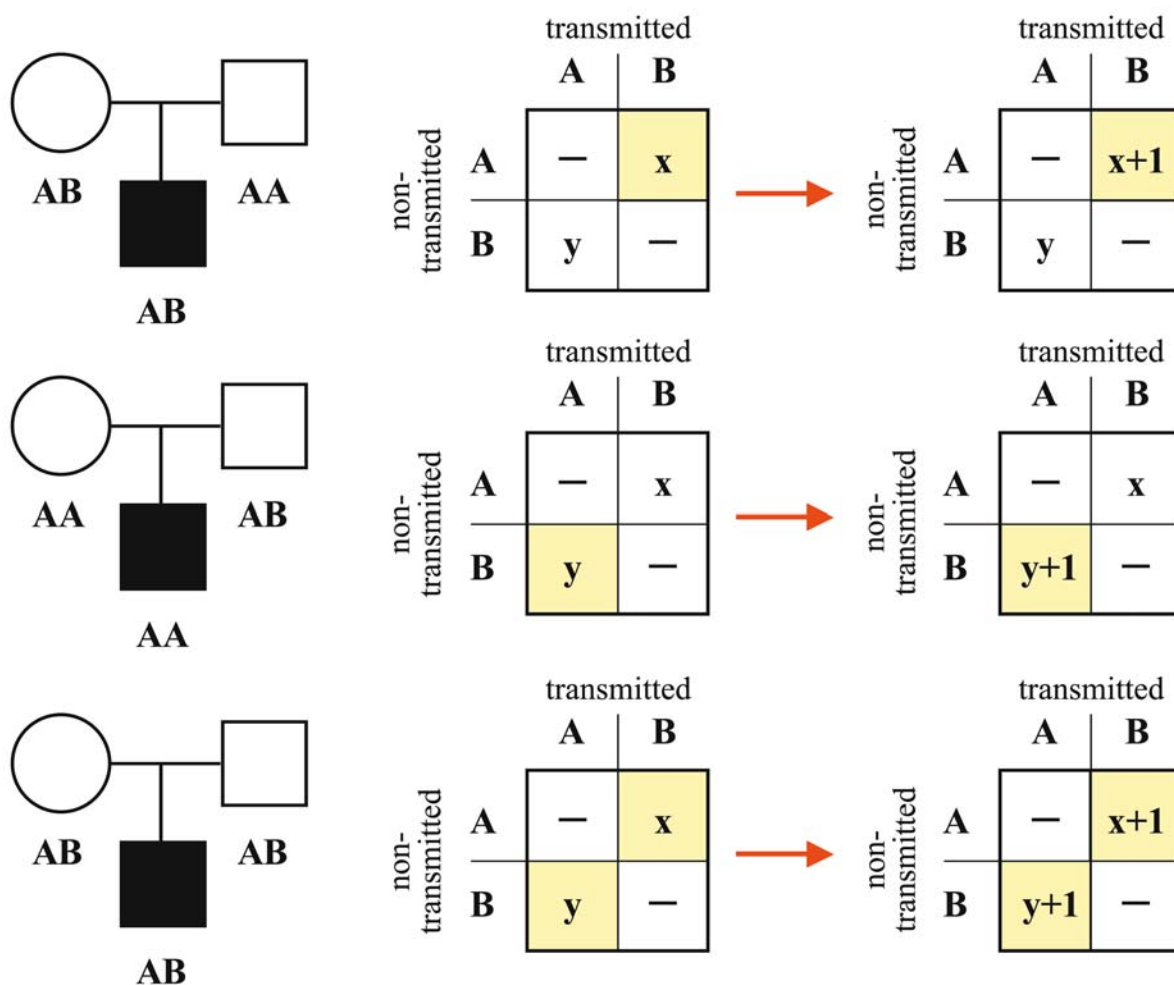 transmitted transmitted
A B A B
non-
transmitted
A – x
B y –
non-
transmitted
A – x+1
B y –
AB AA
AB
transmitted transmitted
A B A B
non-
transmitted
A – x
B y –
non-
transmitted
A – x
B y+1 –
AA AB
AA
transmitted transmitted
A B A B
non-
transmitted
A – x
B y –
non-
transmitted
A – x+1
B y+1 –
AB AB
AB